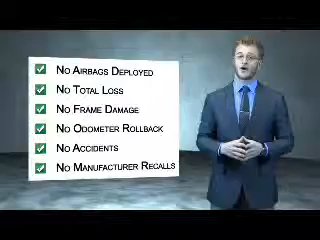 No Airbags Deployed
No Total Loss
No Frame Damage
No Odometer Rollback
No Accidents
No Manufacturer Recalls